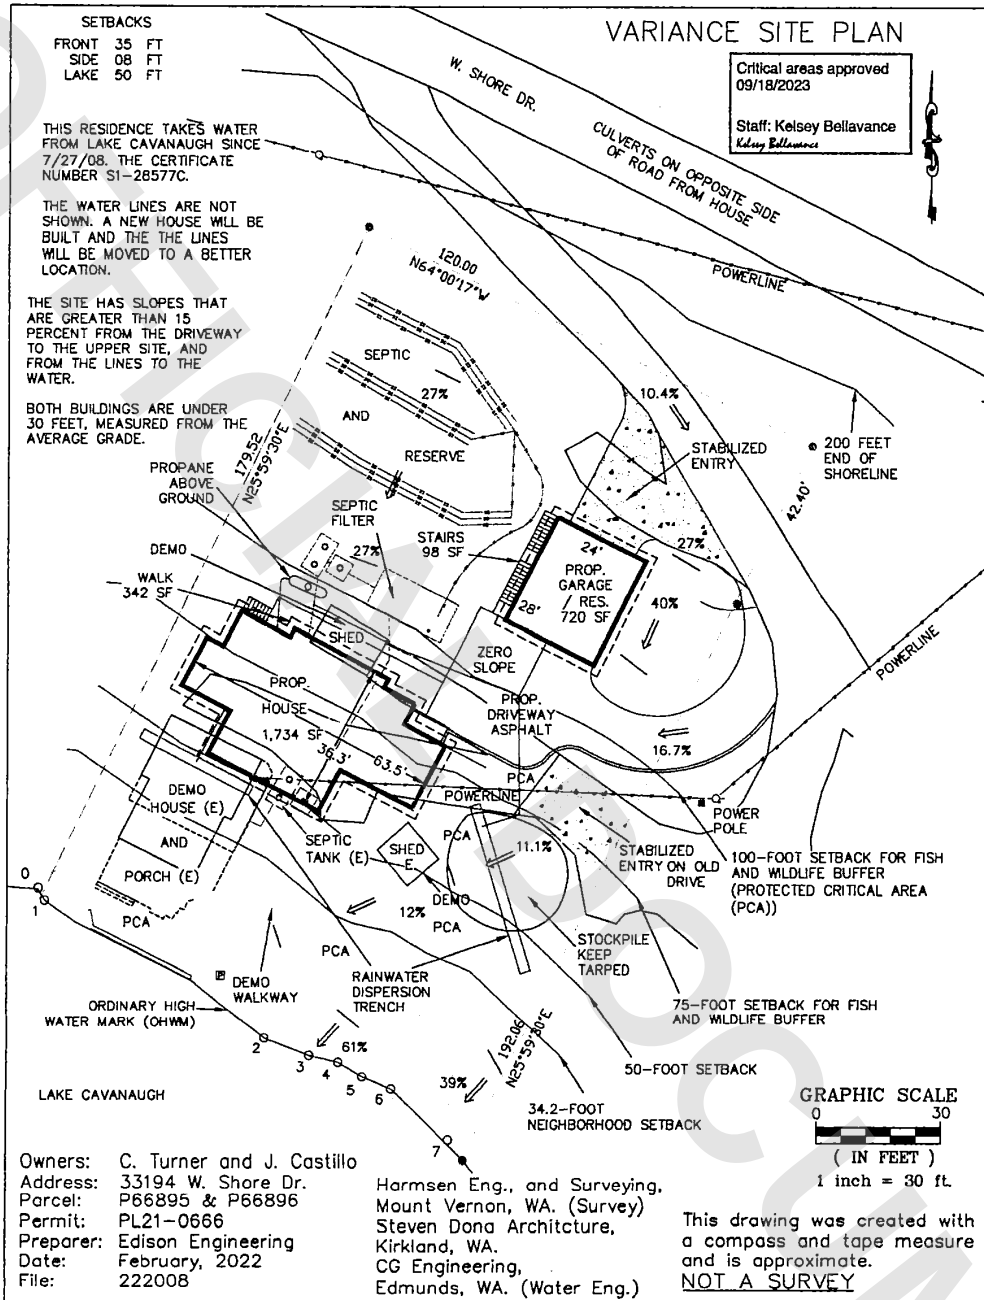 SETBACKS
FRONT 35 FT
SIDE 08 FT
LAKE 50 FT
VARIANCE SITE PLAN
Critical areas approved
09/18/2023
Staff: Kelsey Bellavance
Kelsey Bellavance
W. SHORE DR.
CULVERTS ON OPPOSITE SIDE
OF ROAD FROM HOUSE
THIS RESIDENCE TAKES WATER
FROM LAKE CAVANAUGH SINCE
7/27/08. THE CERTIFICATE
NUMBER S1-28577C.
THE WATER LINES ARE NOT
SHOWN. A NEW HOUSE WILL BE
BUILT AND THE THE LINES
WILL BE MOVED TO A BETTER
LOCATION.
THE SITE HAS SLOPES THAT
ARE GREATER THAN 15
PERCENT FROM THE DRIVEWAY
TO THE UPPER SITE, AND
FROM THE LINES TO THE
WATER.
BOTH BUILDINGS ARE UNDER
30 FEET, MEASURED FROM THE
AVERAGE GRADE.
120.00
N64°00'17"W
POWERLINE
SEPTIC
27%
AND
RESERVE
10.4%
STABILIZED
ENTRY
200 FEET
END OF
SHORELINE
42.40'
179.52
N25°59'30"E
PROPANE
ABOVE
GROUND
SEPTIC
FILTER
27%
STAIRS
98 SF
DEMO
WALK
342 SF
24'
PROP.
GARAGE
/ RES.
720 SF
28'
27%
40%
SHED
ZERO
SLOPE
POWERLINE
PROP.
HOUSE
1,734 SF
36.3'
63.5'
PROP.
DRIVEWAY
ASPHALT
16.7%
PCA
POWERLINE
POWER
POLE
DEMO
HOUSE (E)
AND
PORCH (E)
SEPTIC
TANK (E)
SHED
E
PCA
11.1%
STABILIZED
ENTRY ON OLD
DRIVE
100-FOOT SETBACK FOR FISH
AND WILDLIFE BUFFER
(PROTECTED CRITICAL AREA
(PCA))
0
1
PCA
12%
DEMO
PCA
PCA
STOCKPILE
KEEP
TARPED
P
DEMO
WALKWAY
RAINWATER
DISPERSION
TRENCH
ORDINARY HIGH
WATER MARK (OHWM)
75-FOOT SETBACK FOR FISH
AND WILDLIFE BUFFER
192.06
N25°59'30"E
2
3
4
5
6
7
61%
39%
50-FOOT SETBACK
34.2-FOOT
NEIGHBORHOOD SETBACK
LAKE CAVANAUGH
GRAPHIC SCALE
0 30
( IN FEET )
1 inch = 30 ft.
Owners: C. Turner and J. Castillo
Address: 33194 W. Shore Dr.
Parcel: P66895 & P66896
Permit: PL21-0666
Preparer: Edison Engineering
Date: February, 2022
File: 222008
Harmsen Eng., and Surveying,
Mount Vernon, WA. (Survey)
Steven Dona Architcture,
Kirkland, WA.
CG Engineering,
Edmunds, WA. (Water Eng.)
This drawing was created with
a compass and tape measure
and is approximate.
NOT A SURVEY